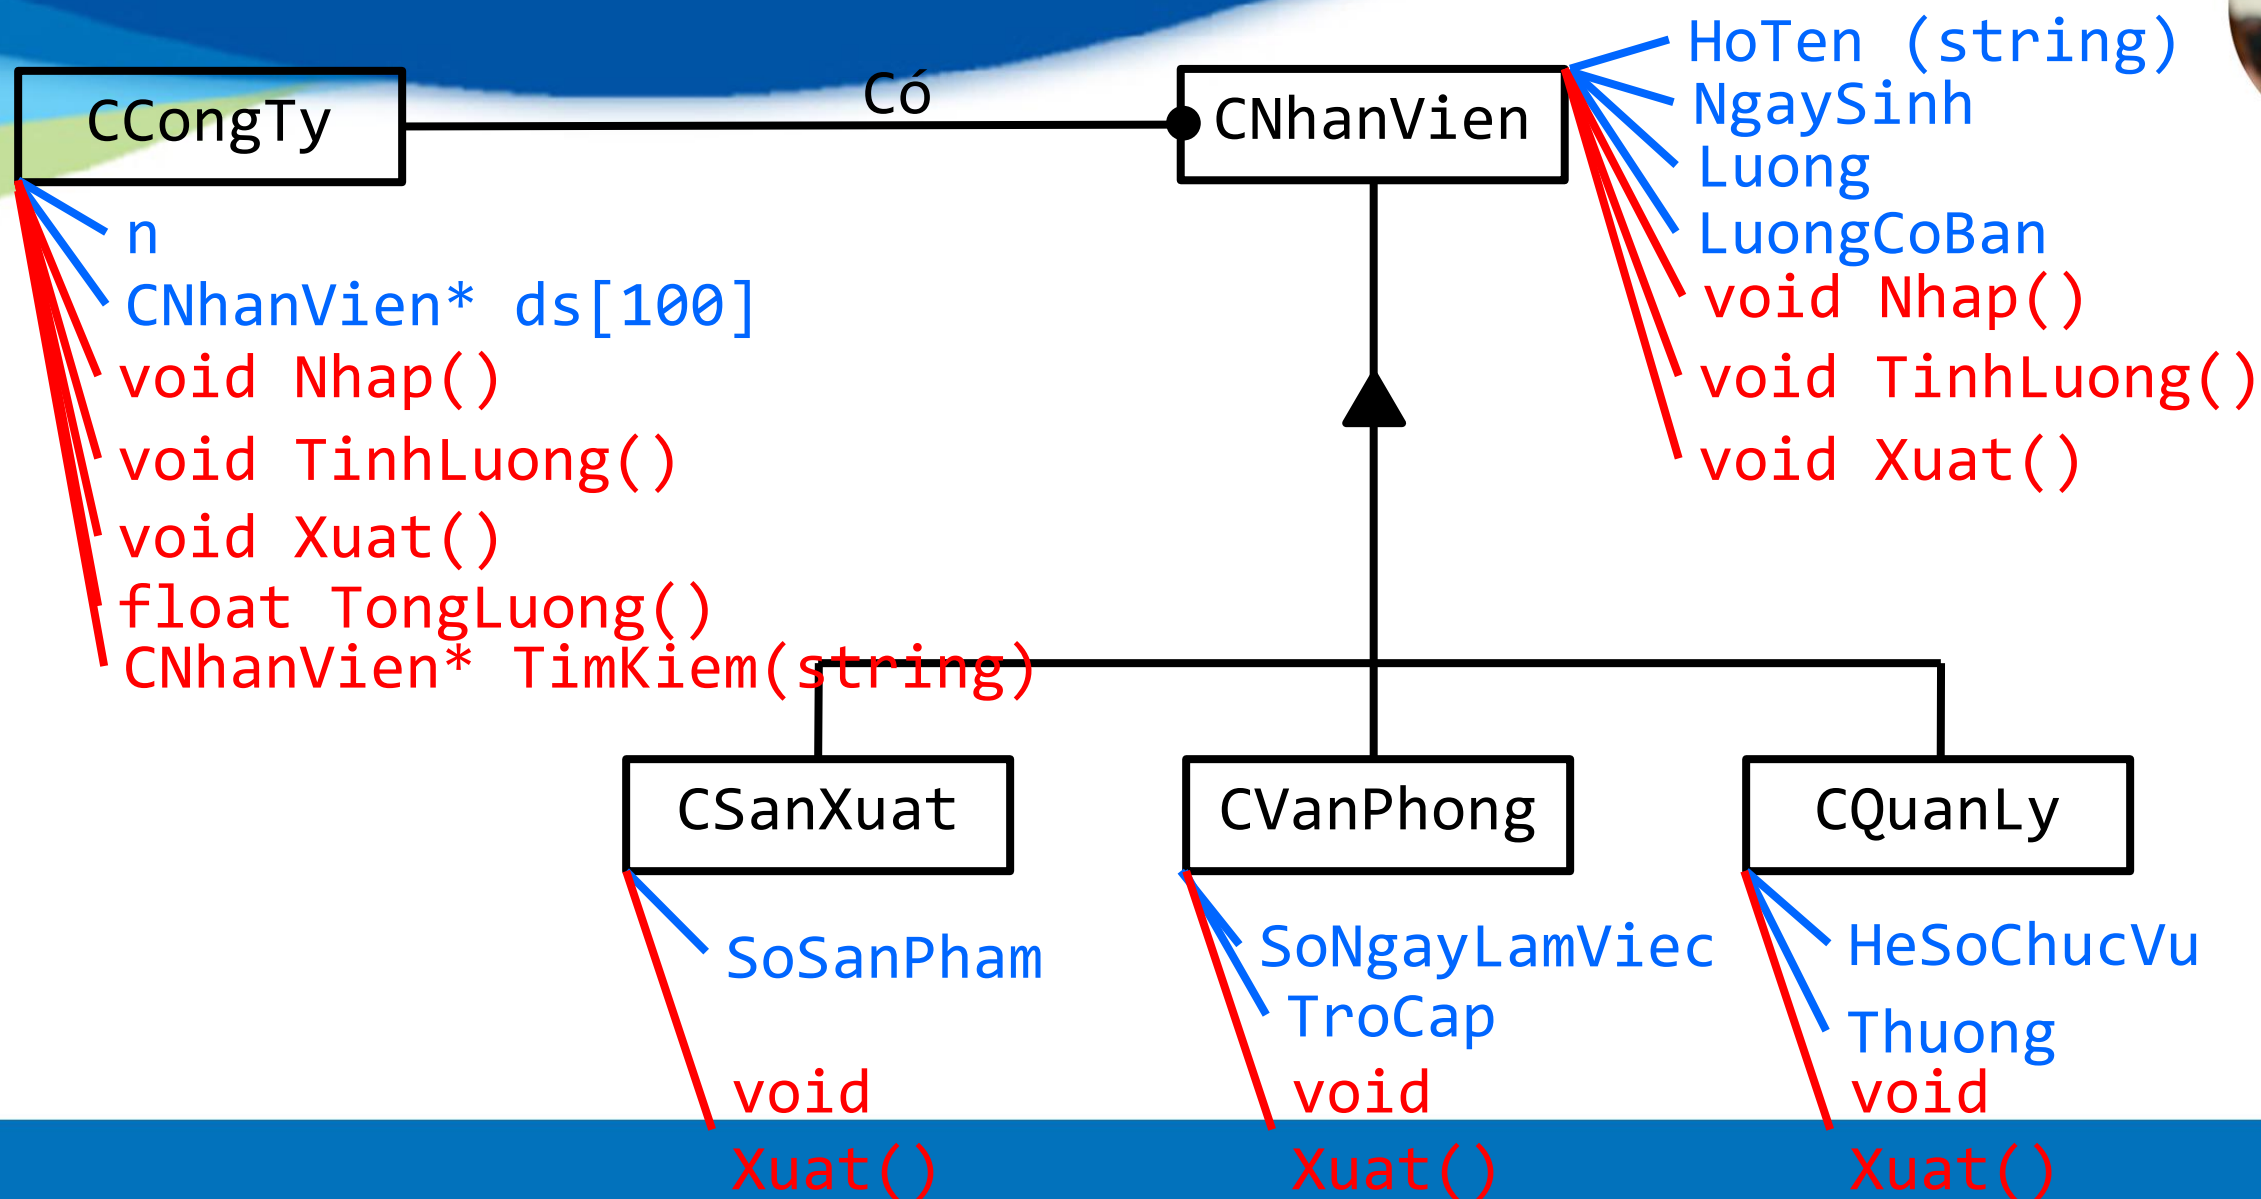 CCongTy
Có
CNhanVien
HoTen (string)
NgaySinh
Luong
LuongCoBan
void Nhap()
void TinhLuong()
void Xuat()
n
CNhanVien* ds[100]
void Nhap()
void TinhLuong()
void Xuat()
float TongLuong()
CNhanVien* TimKiem(string)
CSanXuat
SoSanPham
void
Xuat()
CVanPhong
SoNgayLamViec
TroCap
void
Xuat()
CQuanLy
HeSoChucVu
Thuong
void
Xuat()